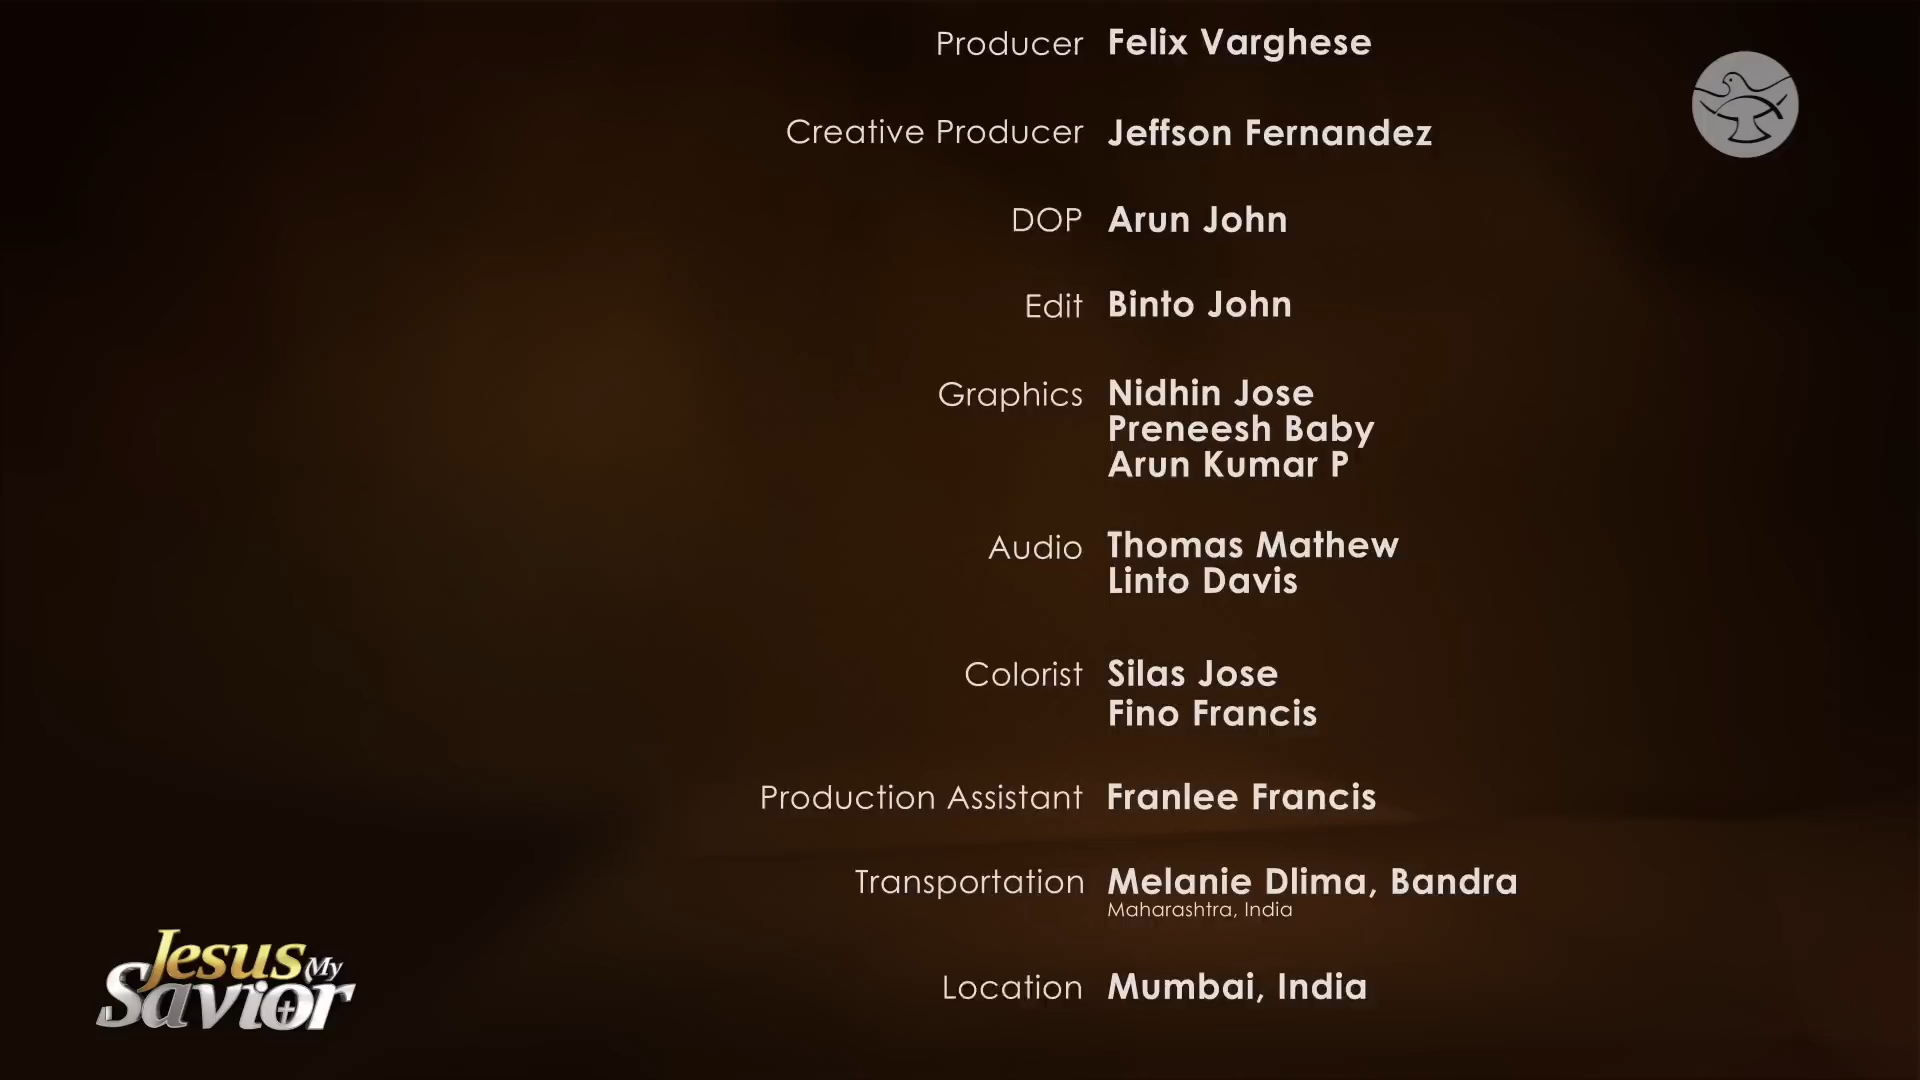 Producer Felix Varghese
Creative Producer Jeffson Fernandez
DOP Arun John
Edit Binto John
Graphics Nidhin Jose
Preneesh Baby
Arun Kumar P
Audio Thomas Mathew
Linto Davis
Colorist Silas Jose
Fino Francis
Production Assistant Franlee Francis
Transportation Melanie Dlima, Bandra
Maharashtra, India
Location Mumbai, India
Jesus My
Savior